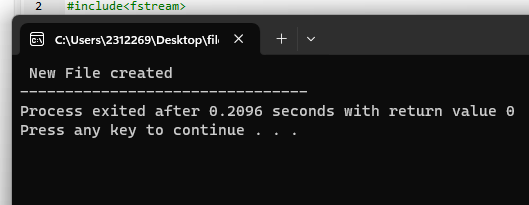 2 #include<fstream>
C:\Users\2312269\Desktop\fil
New File created
--------------------------------
Process exited after 0.2096 seconds with return value 0
Press any key to continue . . .